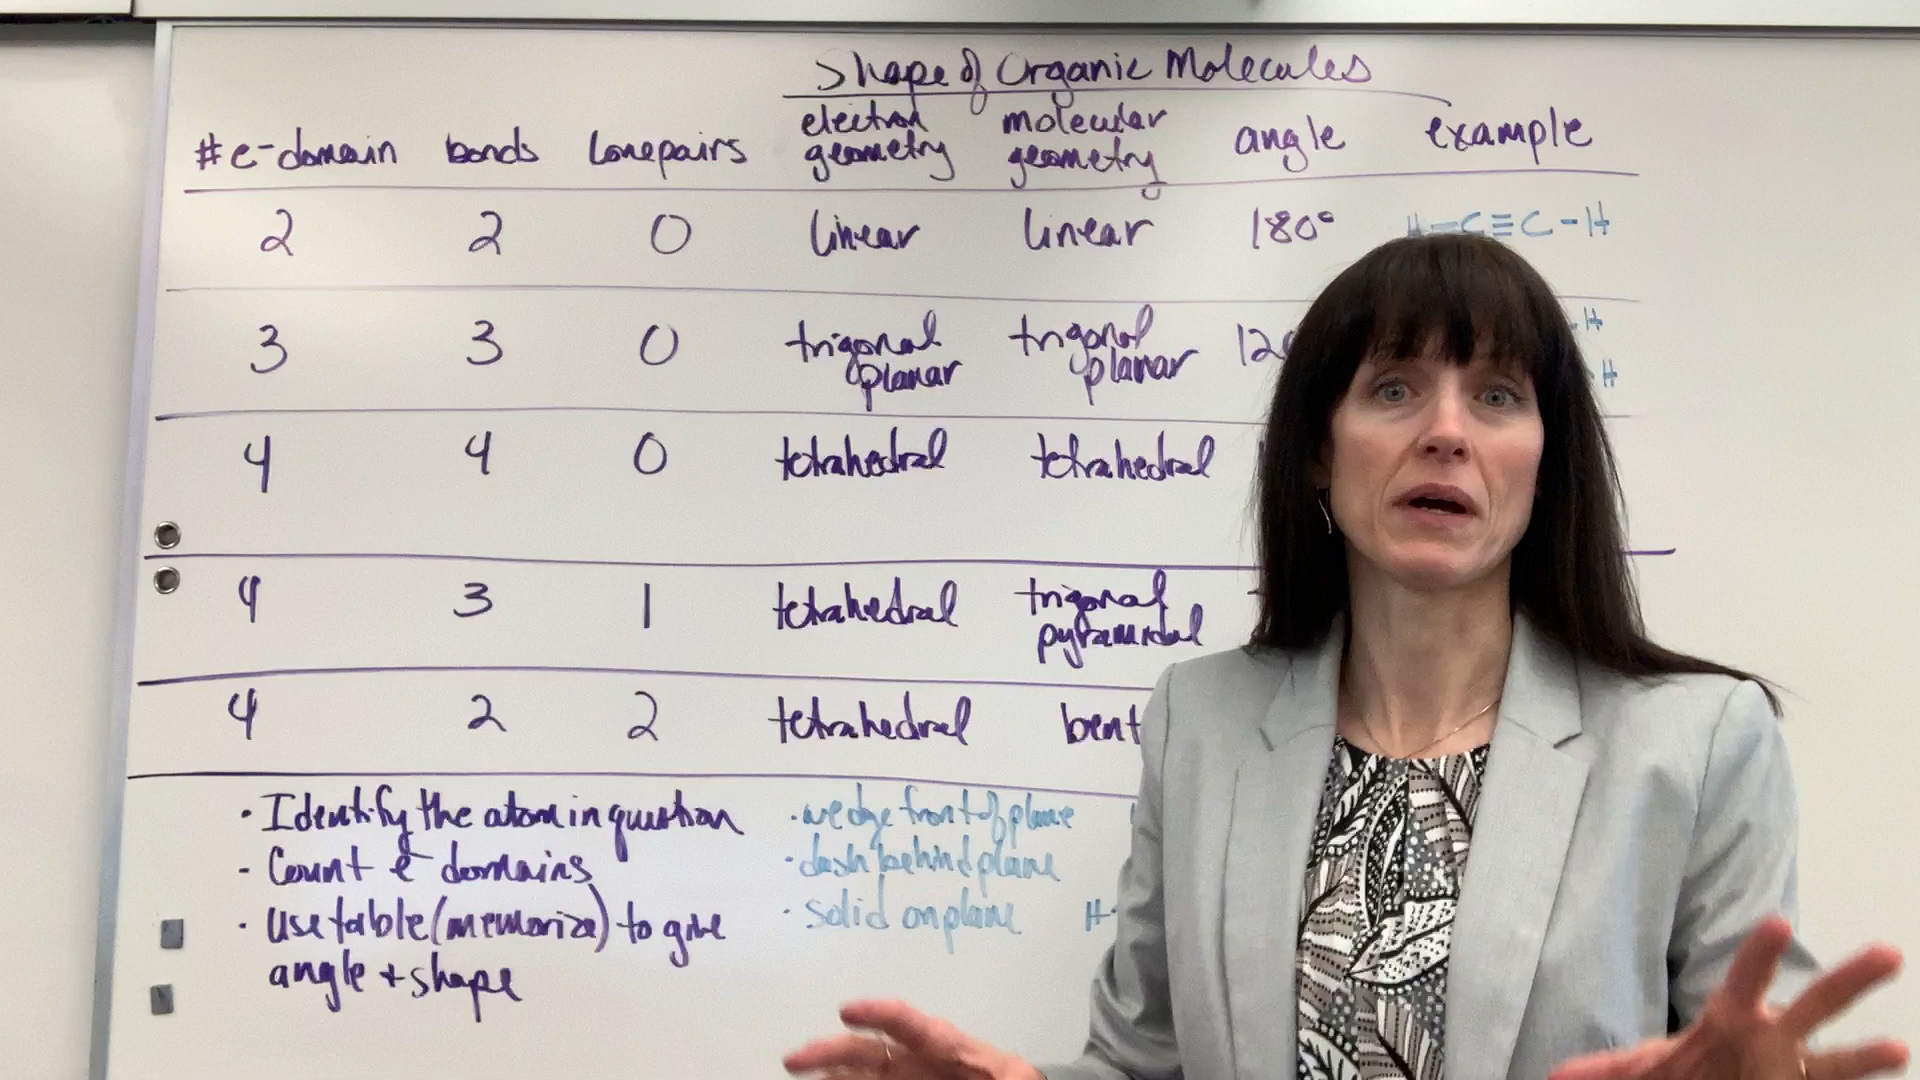 Shape of Organic Molecules
#e-domain bonds lonepairs electron geometry molecular geometry angle example
2 2 0 linear linear 180° H-C≡C-H
3 3 0 trigonal planar trigonal planar 120 -H
-H
4 4 0 tetrahedral tetrahedral
4 3 1 tetrahedral trigonal pyramidal
4 2 2 tetrahedral bent
• Identify the atom in question
- Count e- domains
• Use table (memorize) to give
angle + shape
• wedge front of plane
• dash behind plane
• solid on plane H